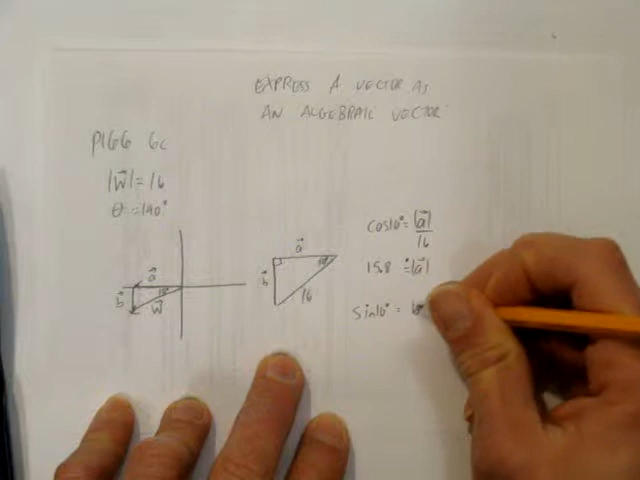 EXPRESS A VECTOR AS
AN ALGEBRAIC VECTOR
P166 6c
|w⃗| = 16
θ = 190°
a⃗
b⃗
10°
w⃗
a⃗
b⃗
10°
16
cos10° = |a⃗|
16
15.8 ≐ |a⃗|
sin10° =